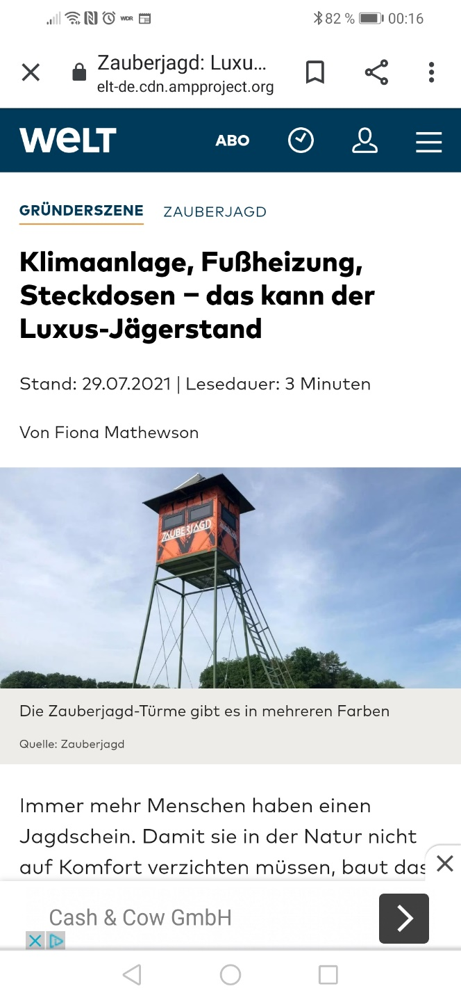 WDR
82 %
00:16
Zauberjagd: Luxu...
elt-de.cdn.ampproject.org
WELT
ABO
GRÜNDERSZENE ZAUBERJAGD
Klimaanlage, Fußheizung,
Steckdosen – das kann der
Luxus-Jägerstand
Stand: 29.07.2021 | Lesedauer: 3 Minuten
Von Fiona Mathewson
ZAUBERJAGD
Die Zauberjagd-Türme gibt es in mehreren Farben
Quelle: Zauberjagd
Immer mehr Menschen haben einen
Jagdschein. Damit sie in der Natur nicht
auf Komfort verzichten müssen, baut das
Cash & Cow GmbH